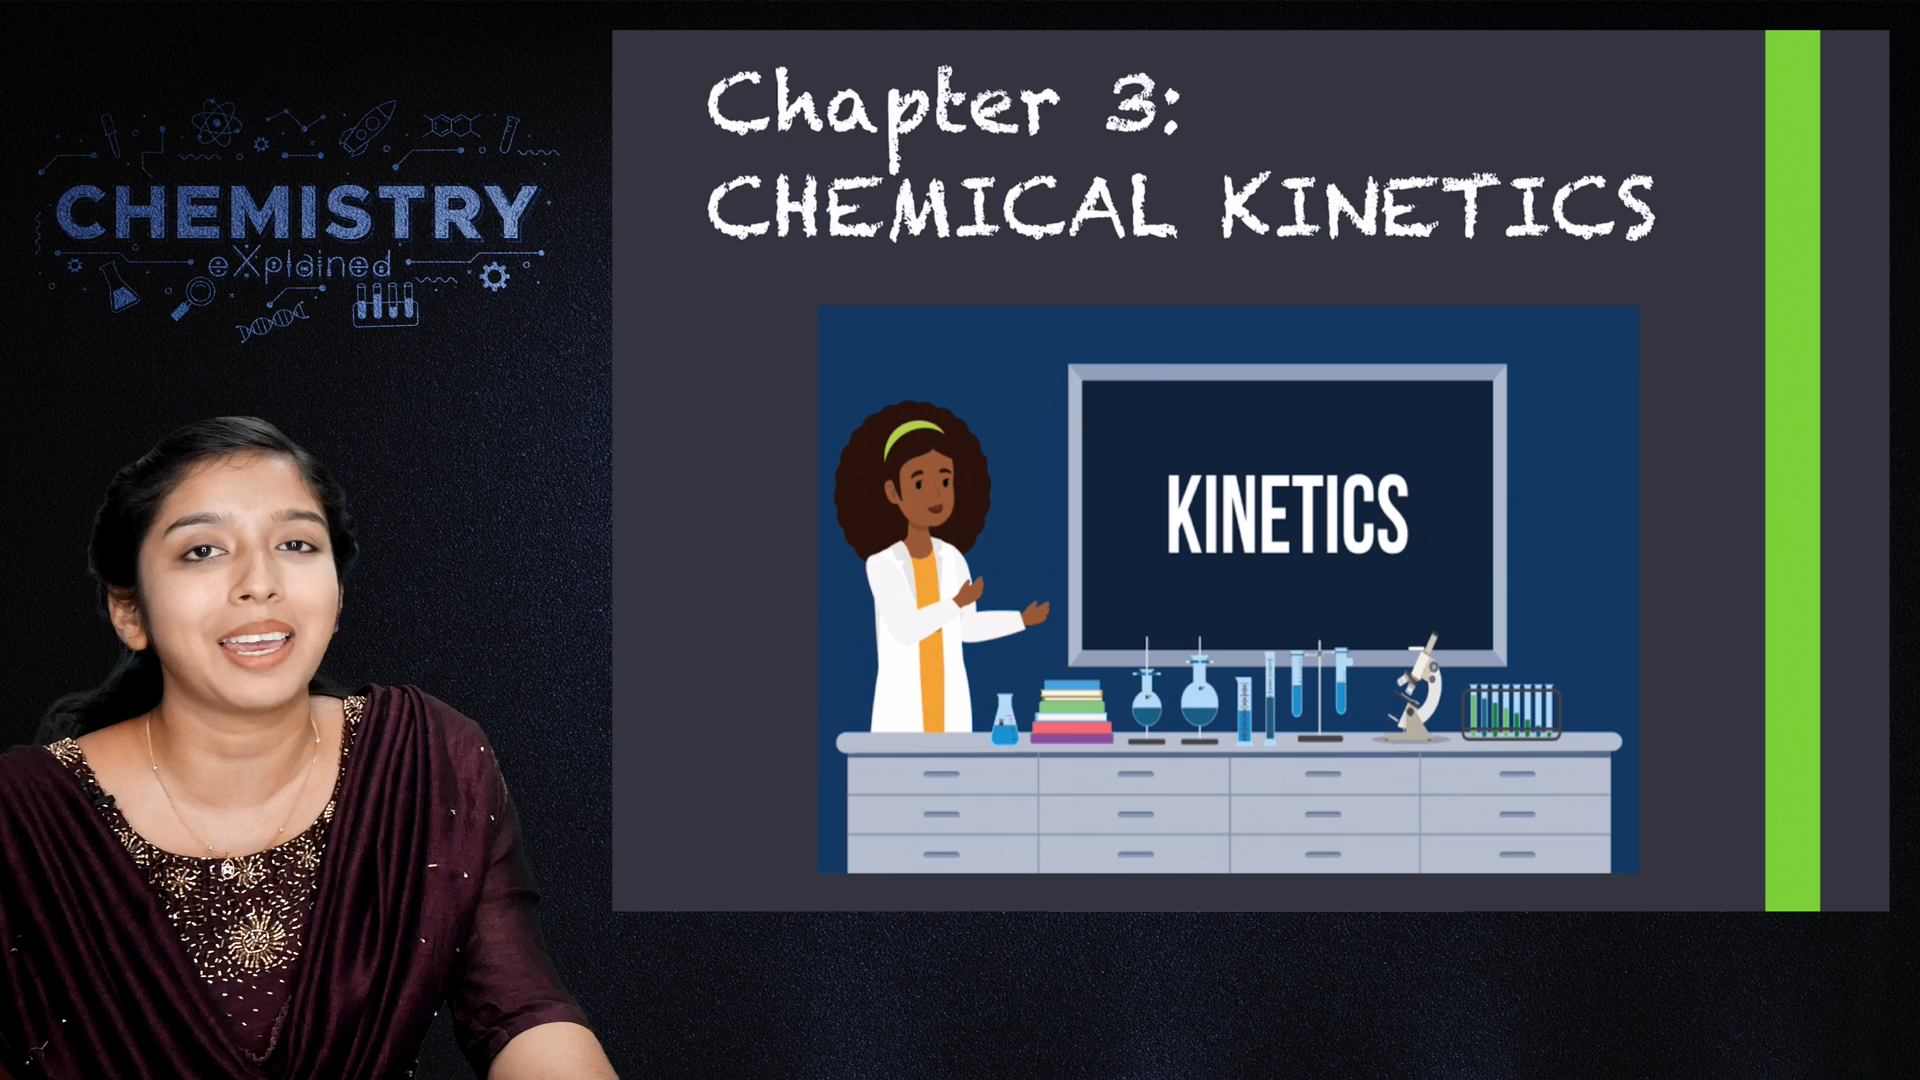 CHEMISTRY
eXplained
Chapter 3:
CHEMICAL KINETICS
KINETICS